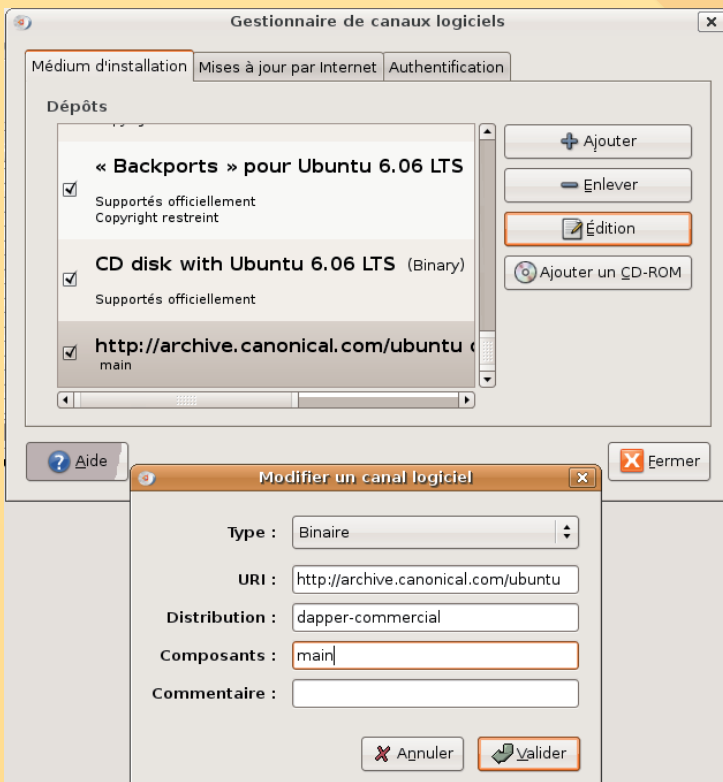 Gestionnaire de canaux logiciels
Médium d'installation
Mises à jour par Internet
Authentification
Dépôts
« Backports » pour Ubuntu 6.06 LTS
Supportés officiellement
Copyright restreint
CD disk with Ubuntu 6.06 LTS (Binary)
Supportés officiellement
http://archive.canonical.com/ubuntu
main
Ajouter
Enlever
Édition
Ajouter un CD-ROM
Aide
Fermer
Modifier un canal logiciel
Type : Binaire
URI : http://archive.canonical.com/ubuntu
Distribution : dapper-commercial
Composants : main
Commentaire :
Annuler
Valider